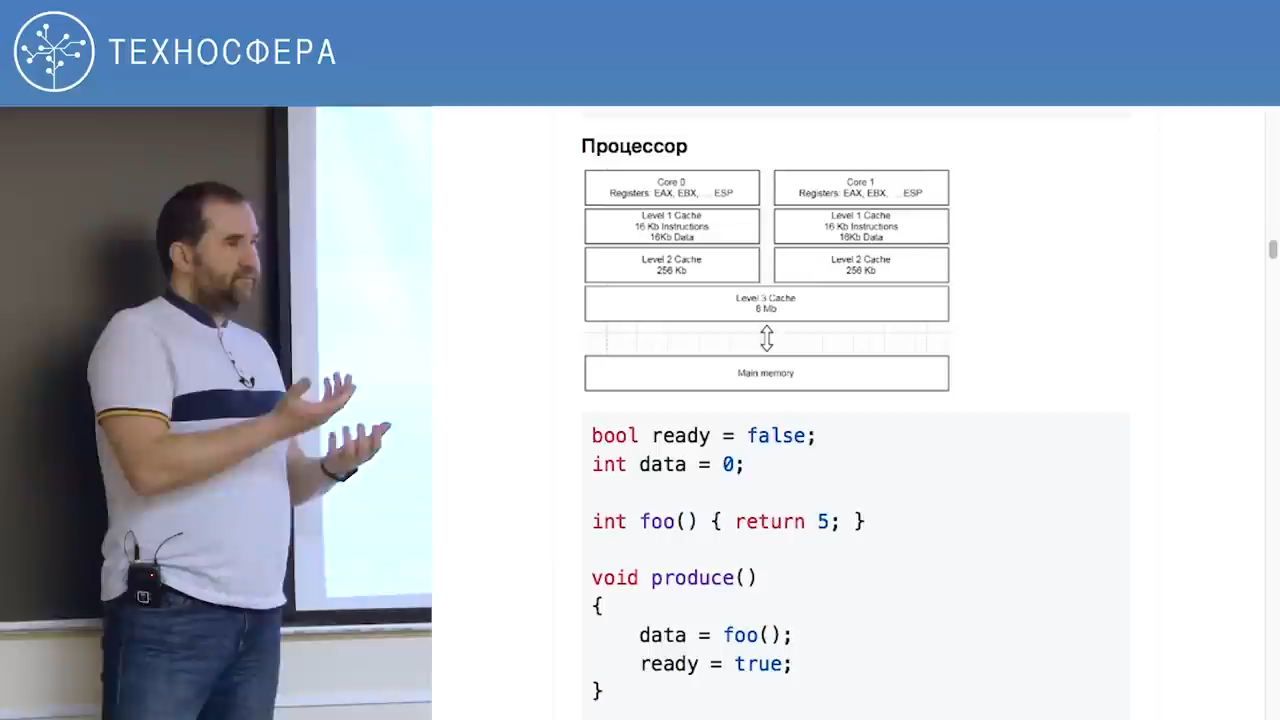 ТЕХНОСФЕРА
Процессор
Core 0
Registers: EAX, EBX, ... ESP
Core 1
Registers: EAX, EBX, ... ESP
Level 1 Cache
16 Kb Instructions
16Kb Data
Level 1 Cache
16 Kb Instructions
16Kb Data
Level 2 Cache
256 Kb
Level 2 Cache
256 Kb
Level 3 Cache
8 Mb
Main memory
bool ready = false;
int data = 0;
int foo() { return 5; }
void produce()
{
data = foo();
ready = true;
}